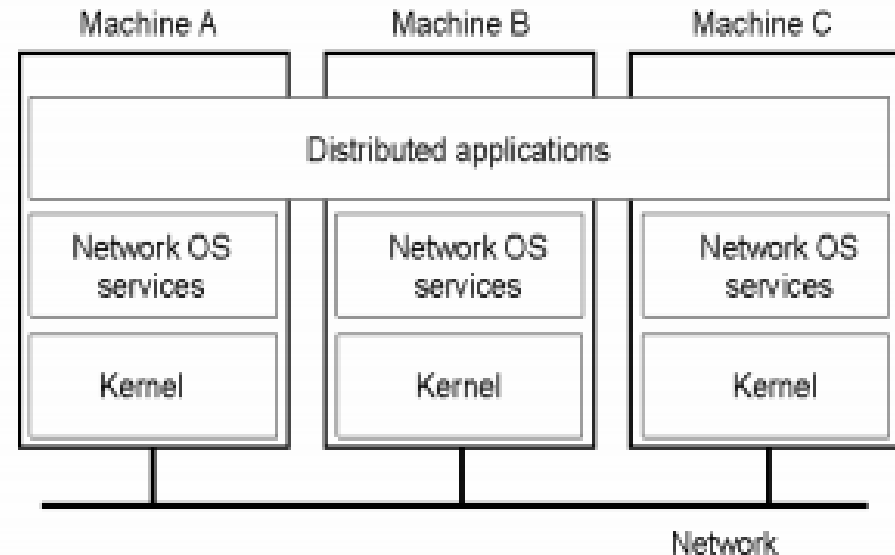 Machine A
Machine B
Machine C
Distributed applications
Network OS
services
Network OS
services
Network OS
services
Kernel
Kernel
Kernel
Network